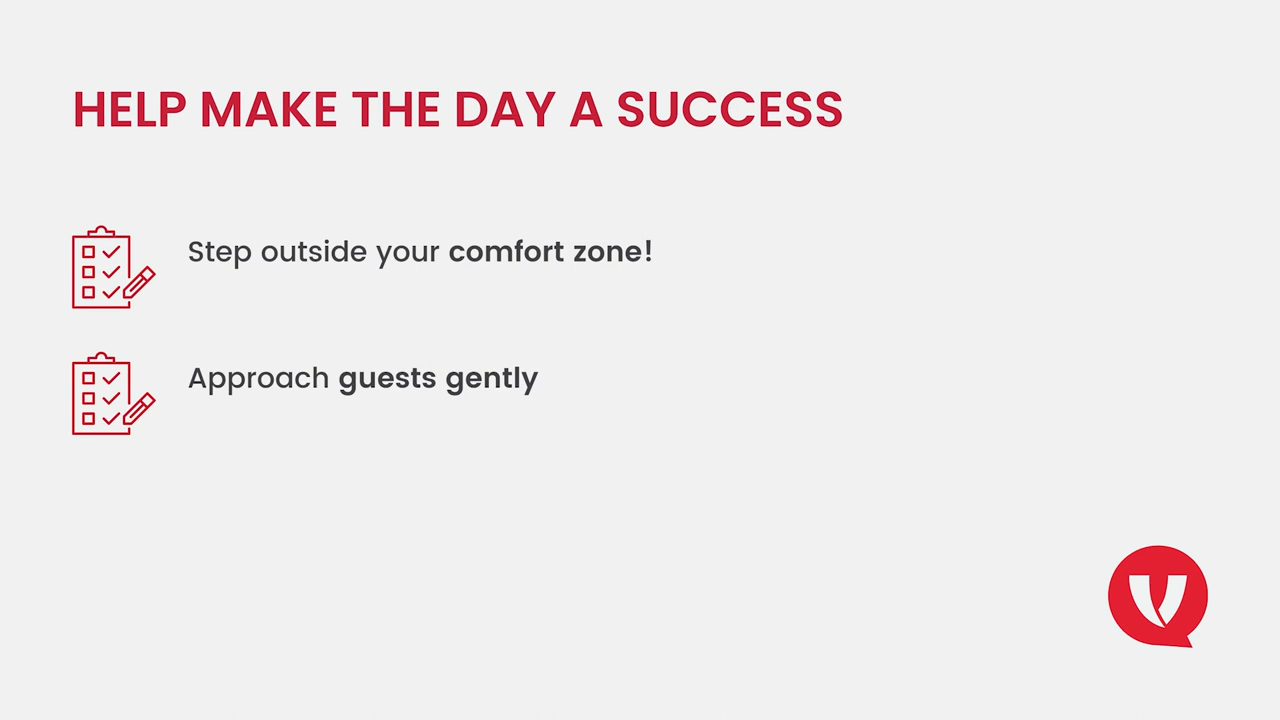 HELP MAKE THE DAY A SUCCESS
Step outside your comfort zone!
Approach guests gently
V